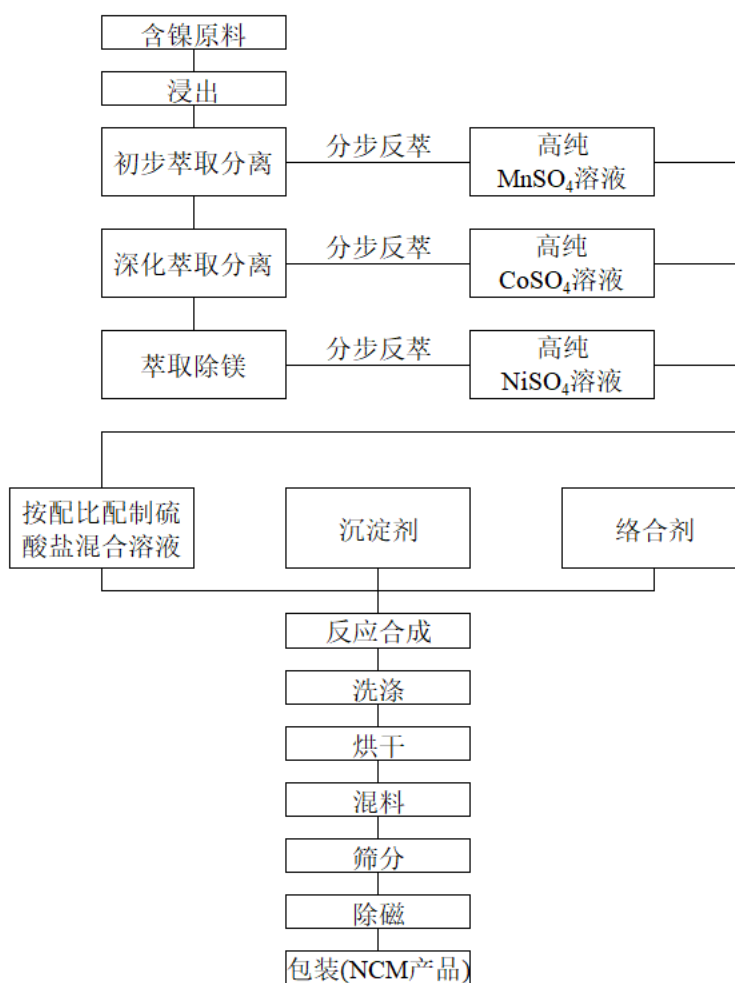 含镍原料
浸出
初步萃取分离
分步反萃
高纯
MnSO₄溶液
深化萃取分离
分步反萃
高纯
CoSO₄溶液
萃取除镁
分步反萃
高纯
NiSO₄溶液
按配比配制硫
酸盐混合溶液
沉淀剂
络合剂
反应合成
洗涤
烘干
混料
筛分
除磁
包装(NCM产品)